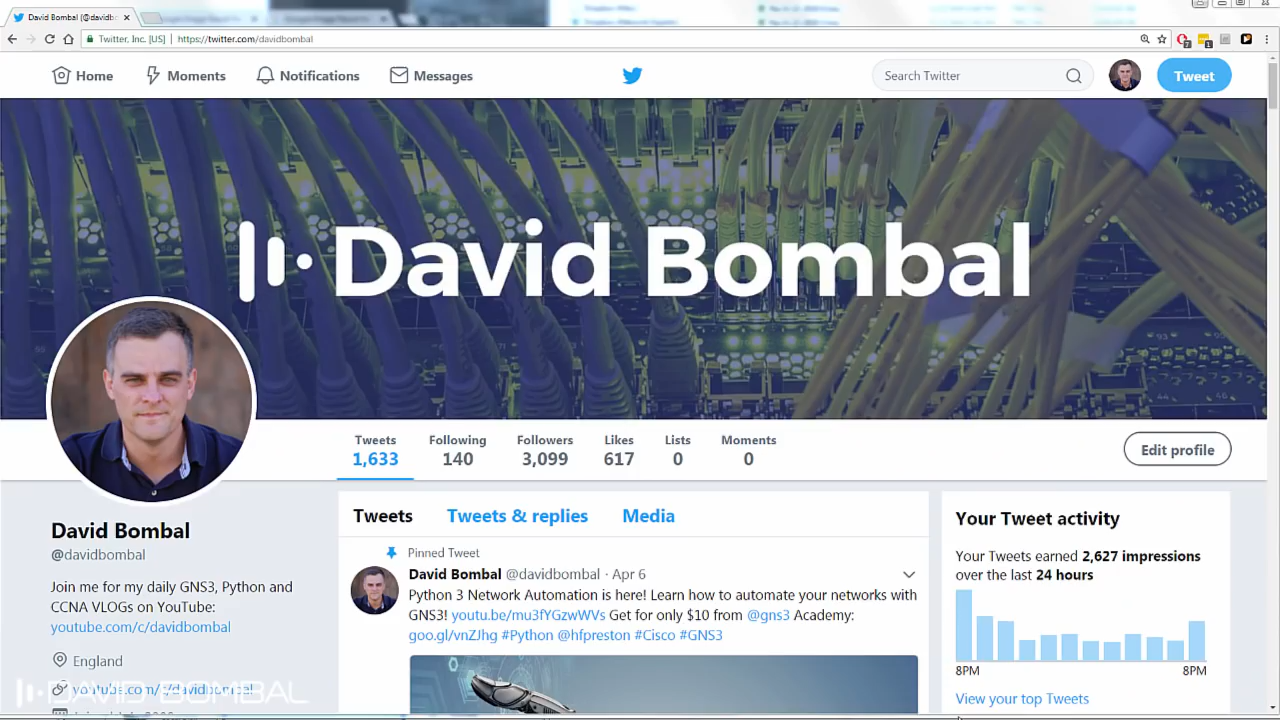 David Bombal (@davidb
Twitter, Inc. [US] | https://twitter.com/davidbombal
Home Moments Notifications Messages Search Twitter Tweet
David Bombal
Tweets Following Followers Likes Lists Moments
1,633 140 3,099 617 0 0
Edit profile
David Bombal
@davidbombal
Join me for my daily GNS3, Python and
CCNA VLOGs on YouTube:
youtube.com/c/davidbombal
England
youtube.com/c/davidbombal
DAVID BOMBAL
Tweets Tweets & replies Media
Pinned Tweet
David Bombal @davidbombal · Apr 6
Python 3 Network Automation is here! Learn how to automate your networks with
GNS3! youtu.be/mu3fYGzwWVs Get for only $10 from @gns3 Academy:
goo.gl/vnZJhg #Python @hfpreston #Cisco #GNS3
Your Tweet activity
Your Tweets earned 2,627 impressions
over the last 24 hours
8PM 8PM
View your top Tweets